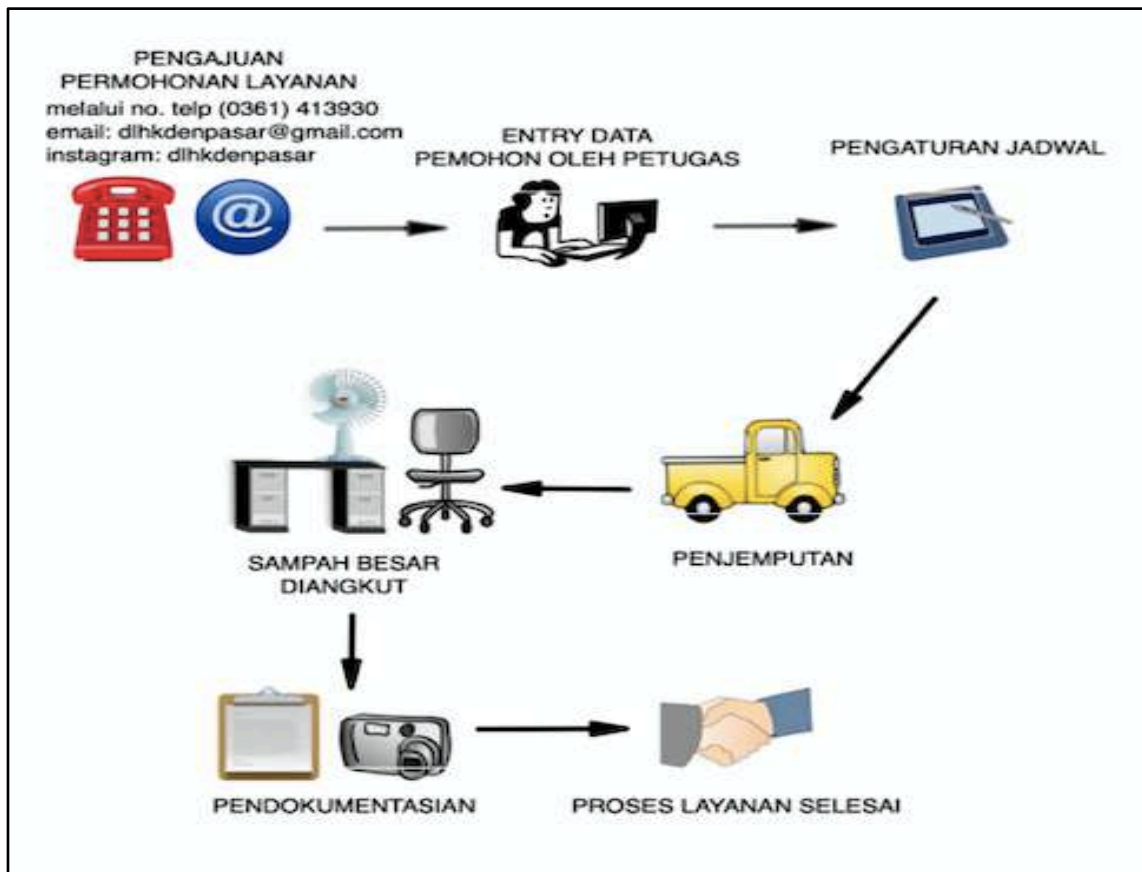 PENGAJUAN
PERMOHONAN LAYANAN
melalui no. telp (0361) 413930
email: dlhkdenpasar@gmail.com
instagram: dlhkdenpasar
ENTRY DATA
PEMOHON OLEH PETUGAS
PENGATURAN JADWAL
@
SAMPAH BESAR
DIANGKUT
PENJEMPUTAN
PENDOKUMENTASIAN
PROSES LAYANAN SELESAI